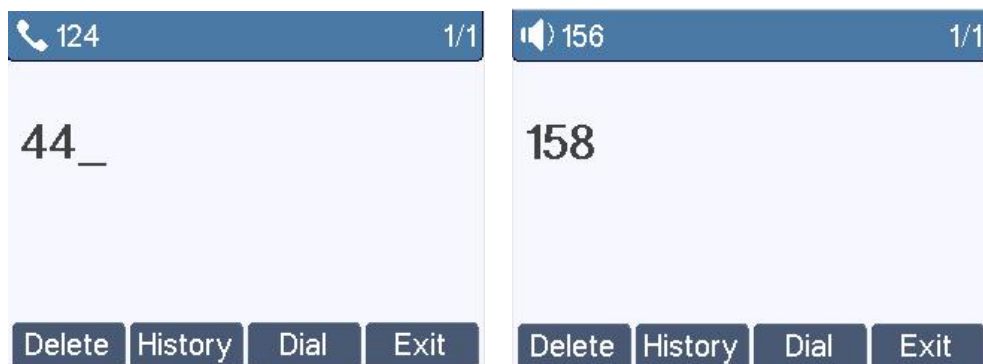 124 1/1
44_
Delete History Dial Exit
156 1/1
158
Delete History Dial Exit